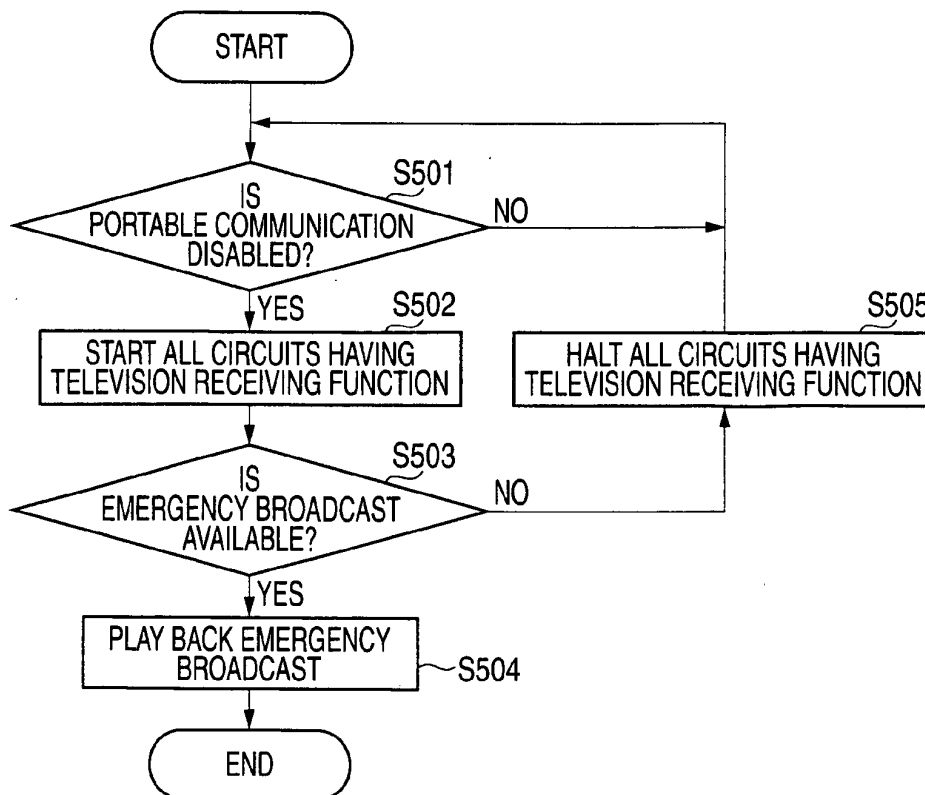 START
S501
IS
PORTABLE COMMUNICATION
DISABLED?
NO
YES
S502
START ALL CIRCUITS HAVING
TELEVISION RECEIVING FUNCTION
S505
HALT ALL CIRCUITS HAVING
TELEVISION RECEIVING FUNCTION
S503
IS
EMERGENCY BROADCAST
AVAILABLE?
NO
YES
PLAY BACK EMERGENCY
BROADCAST
S504
END